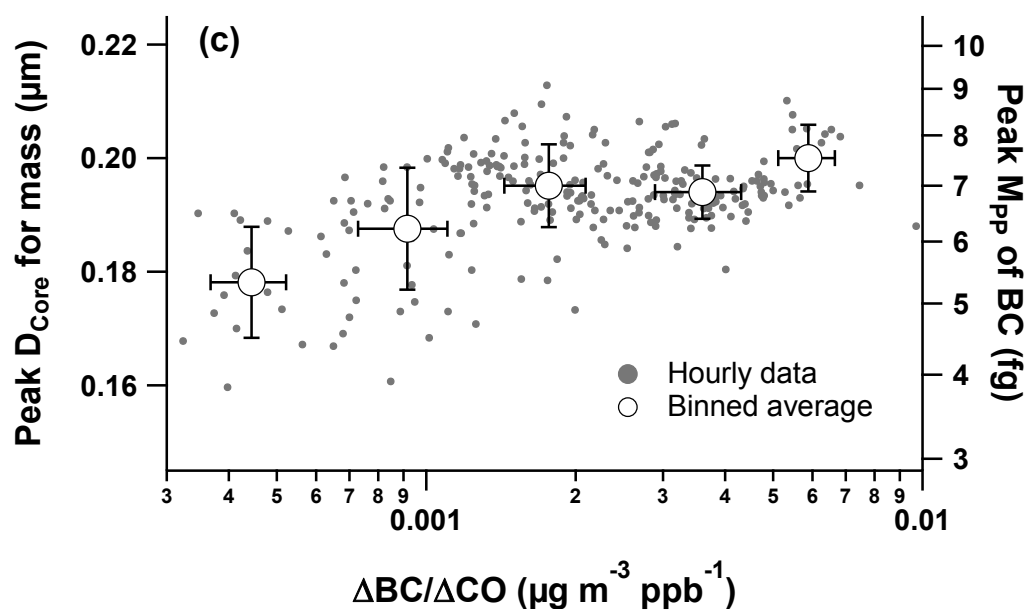 (c)
Peak D_Core for mass (µm)
0.22
0.20
0.18
0.16
10
9
8
7
6
5
4
3
Peak M_PP of BC (fg)
Hourly data
Binned average
3 4 5 6 7 8 9 2 3 4 5 6 7 8 9
0.001 0.01
ΔBC/ΔCO (µg m⁻³ ppb⁻¹)